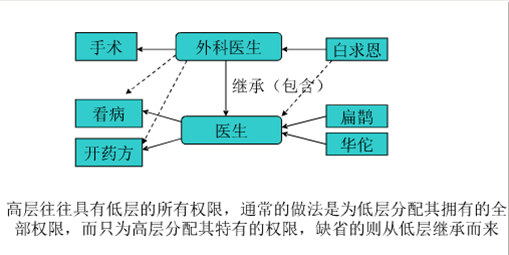 手术
外科医生
白求恩
继承（包含）
看病
医生
扁鹊
开药方
华佗
高层往往具有低层的所有权限，通常的做法是为低层分配其拥有的全
部权限，而只为高层分配其特有的权限，缺省的则从低层继承而来